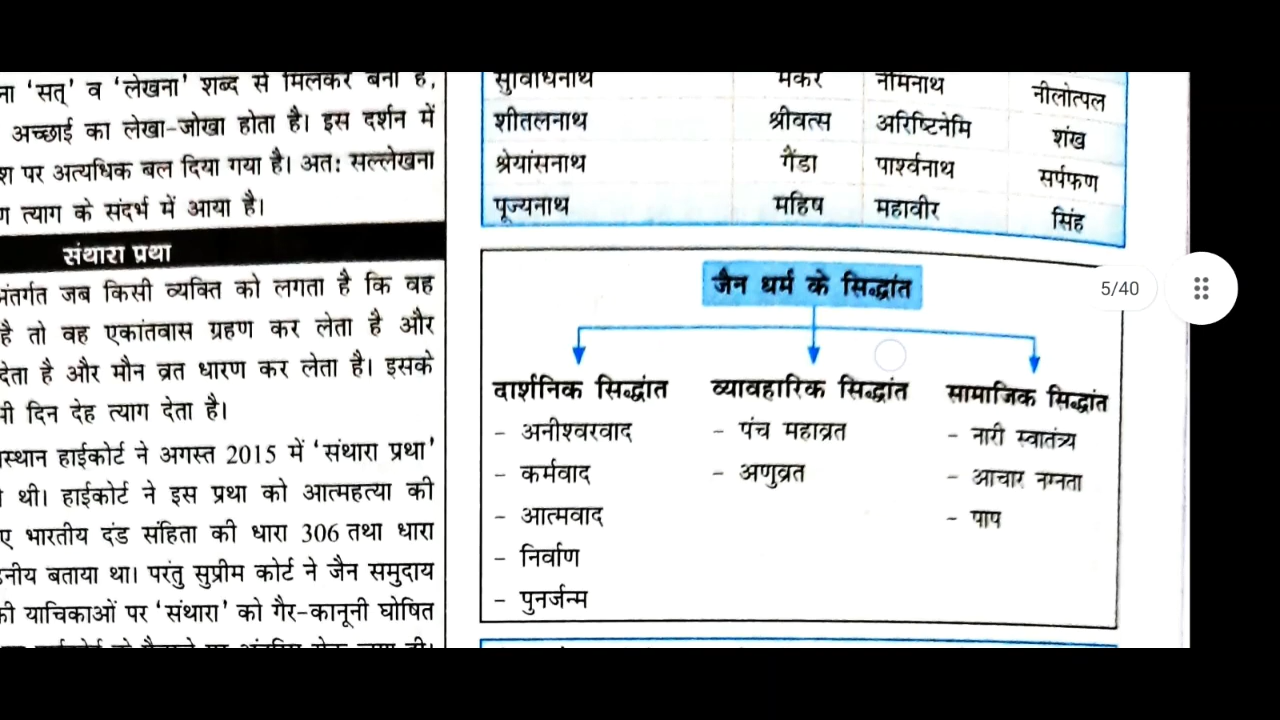 'सत्' व 'लेखना' शब्द से मिलकर बना है,
अच्छाई का लेखा-जोखा होता है। इस दर्शन में
पर अत्यधिक बल दिया गया है। अत: सल्लेखना
त्याग के संदर्भ में आया है।
संथारा प्रथा
अंतर्गत जब किसी व्यक्ति को लगता है कि वह
है तो वह एकांतवास ग्रहण कर लेता है और
देता है और मौन व्रत धारण कर लेता है। इसके
दिन देह त्याग देता है।
हाईकोर्ट ने अगस्त 2015 में 'संथारा प्रथा'
थी। हाईकोर्ट ने इस प्रथा को आत्महत्या की
भारतीय दंड संहिता की धारा 306 तथा धारा
बताया था। परंतु सुप्रीम कोर्ट ने जैन समुदाय
की याचिकाओं पर 'संथारा' को गैर-कानूनी घोषित
सुविधिनाथ मकर नमिनाथ नीलोत्पल
शीतलनाथ श्रीवत्स अरिष्टिनेमि शंख
श्रेयांसनाथ गैंडा पार्श्वनाथ सर्पफण
पूज्यनाथ महिष महावीर सिंह
जैन धर्म के सिद्धांत
दार्शनिक सिद्धांत
- अनीश्वरवाद
- कर्मवाद
- आत्मवाद
- निर्वाण
- पुनर्जन्म
व्यावहारिक सिद्धांत
- पंच महाव्रत
- अणुव्रत
सामाजिक सिद्धांत
- नारी स्वातंत्र्य
- आचार नग्नता
- पाप
5/40